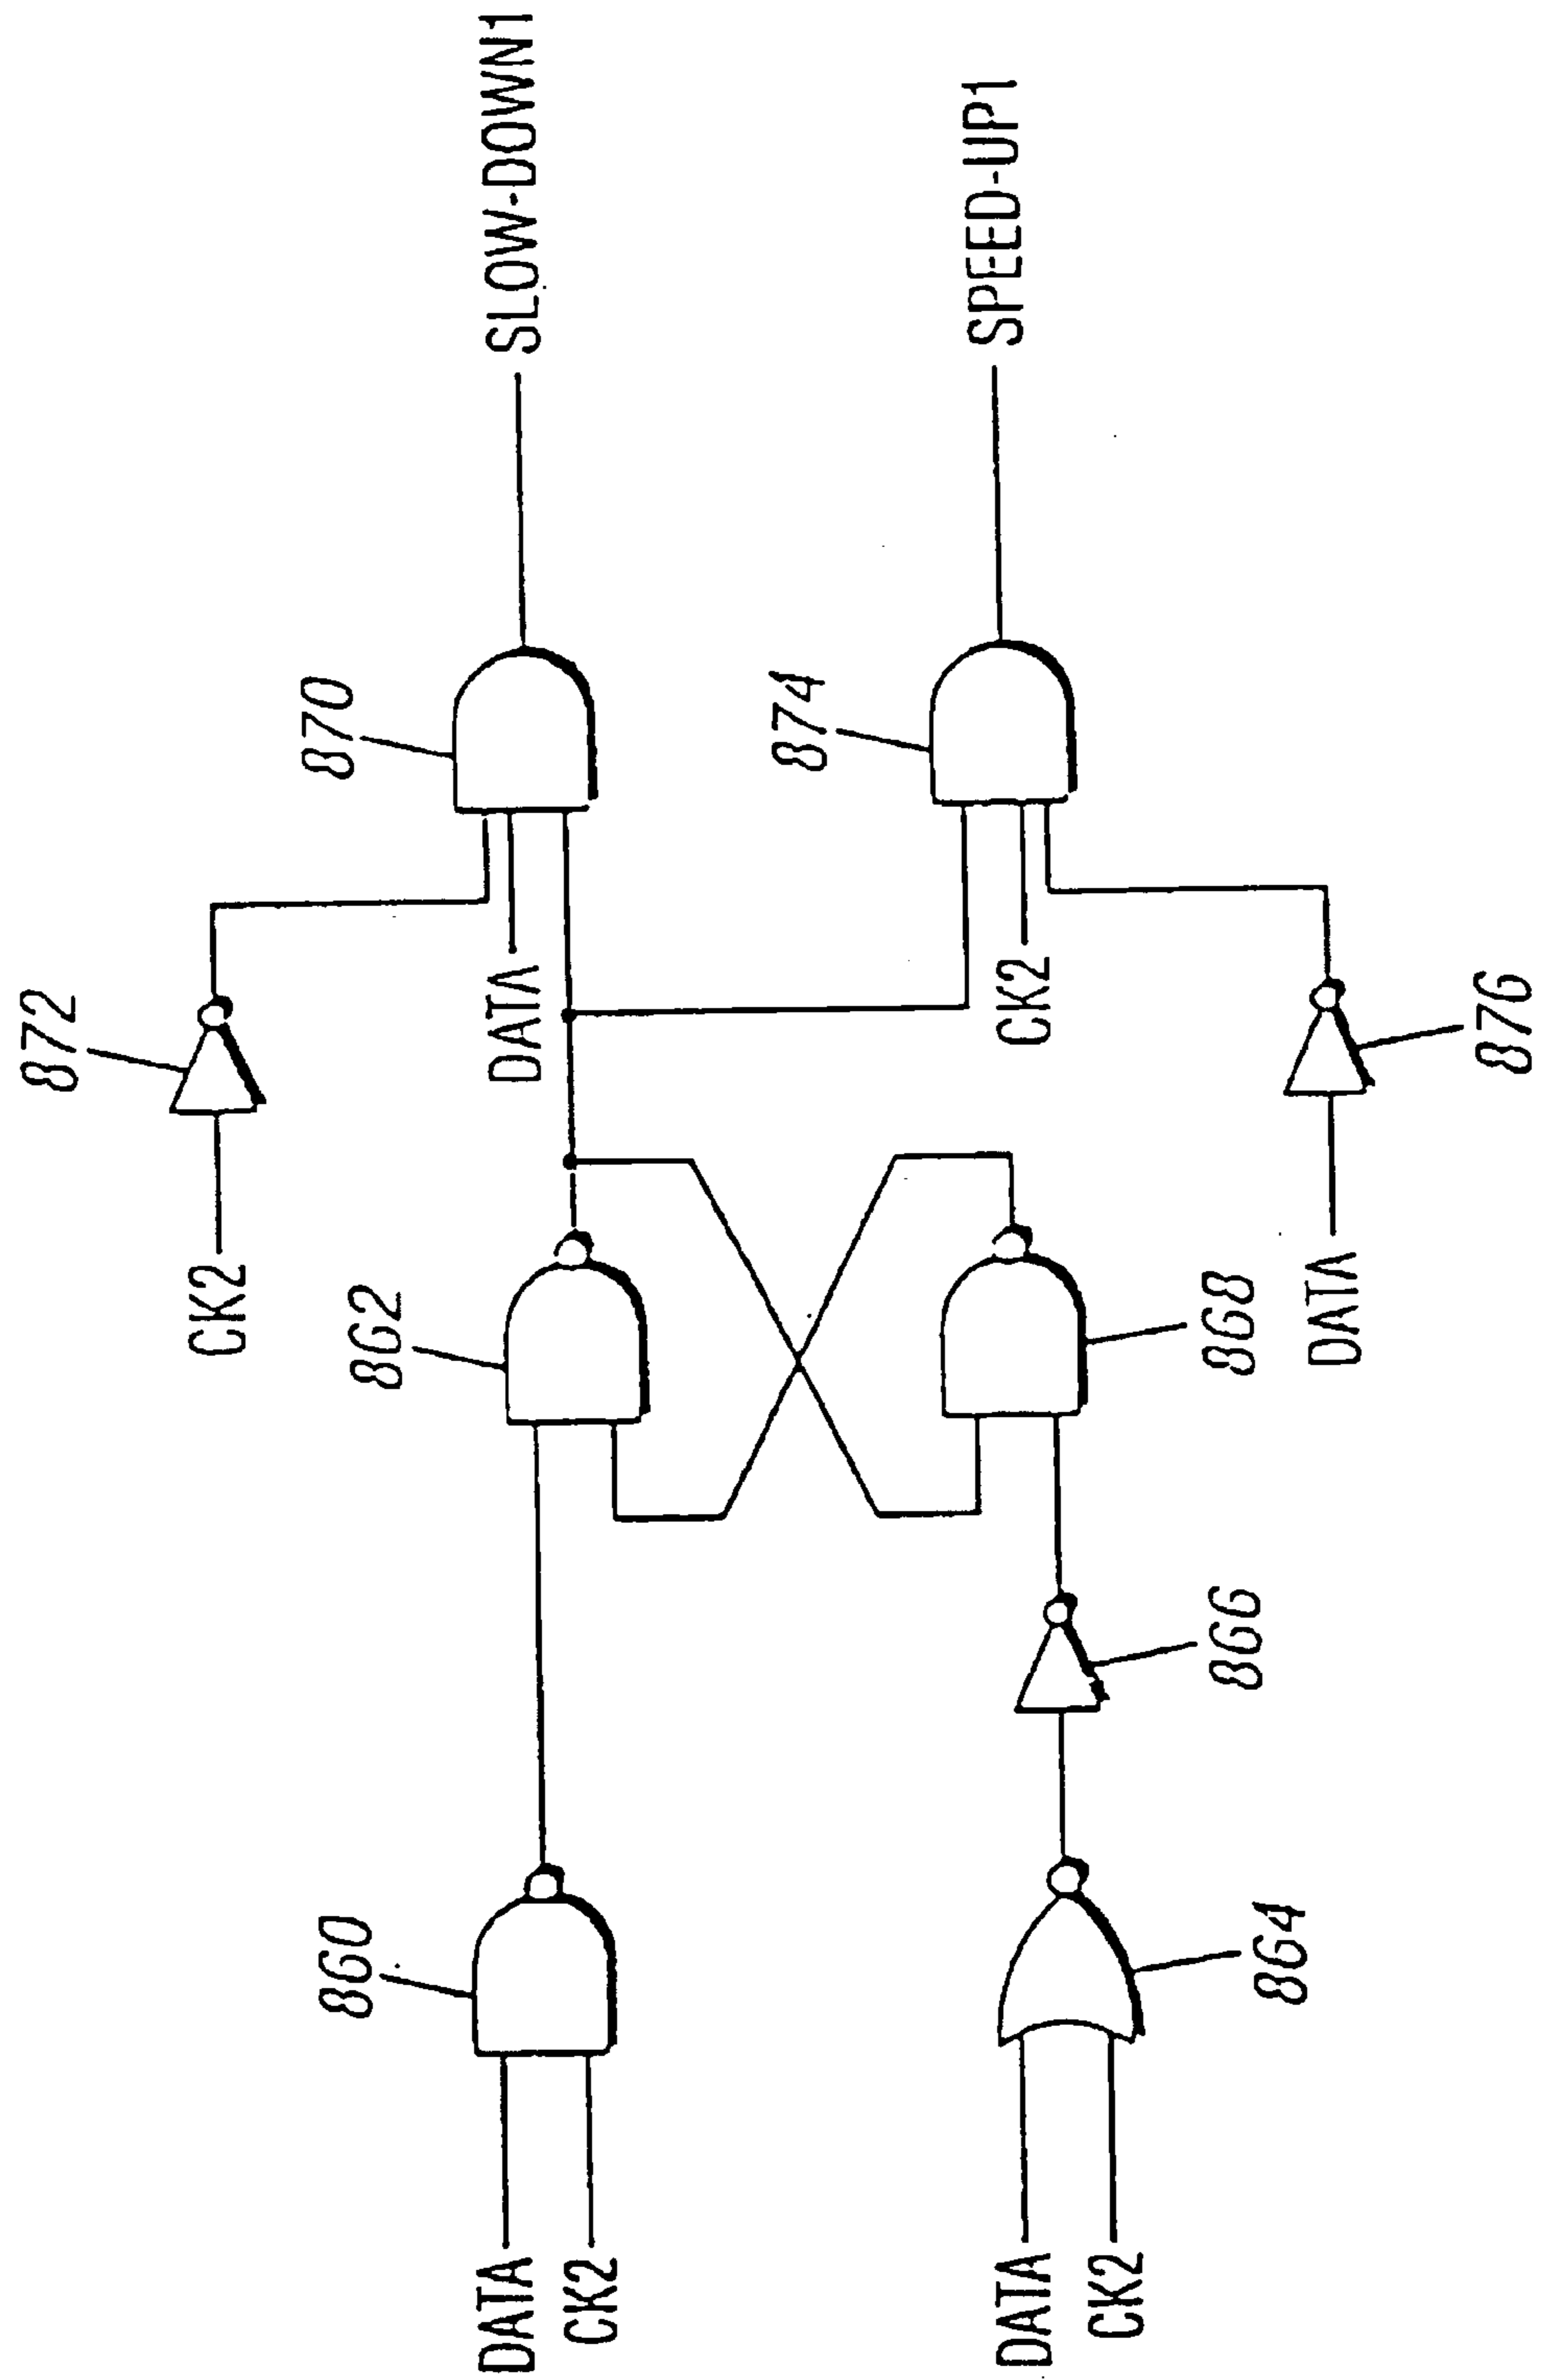 CK2
872
870
SLOW-DOWN1
DATA
862
860
DATA
CK2
874
SPEED-UP1
CK2
868
866
DATA
CK2
864
DATA
876